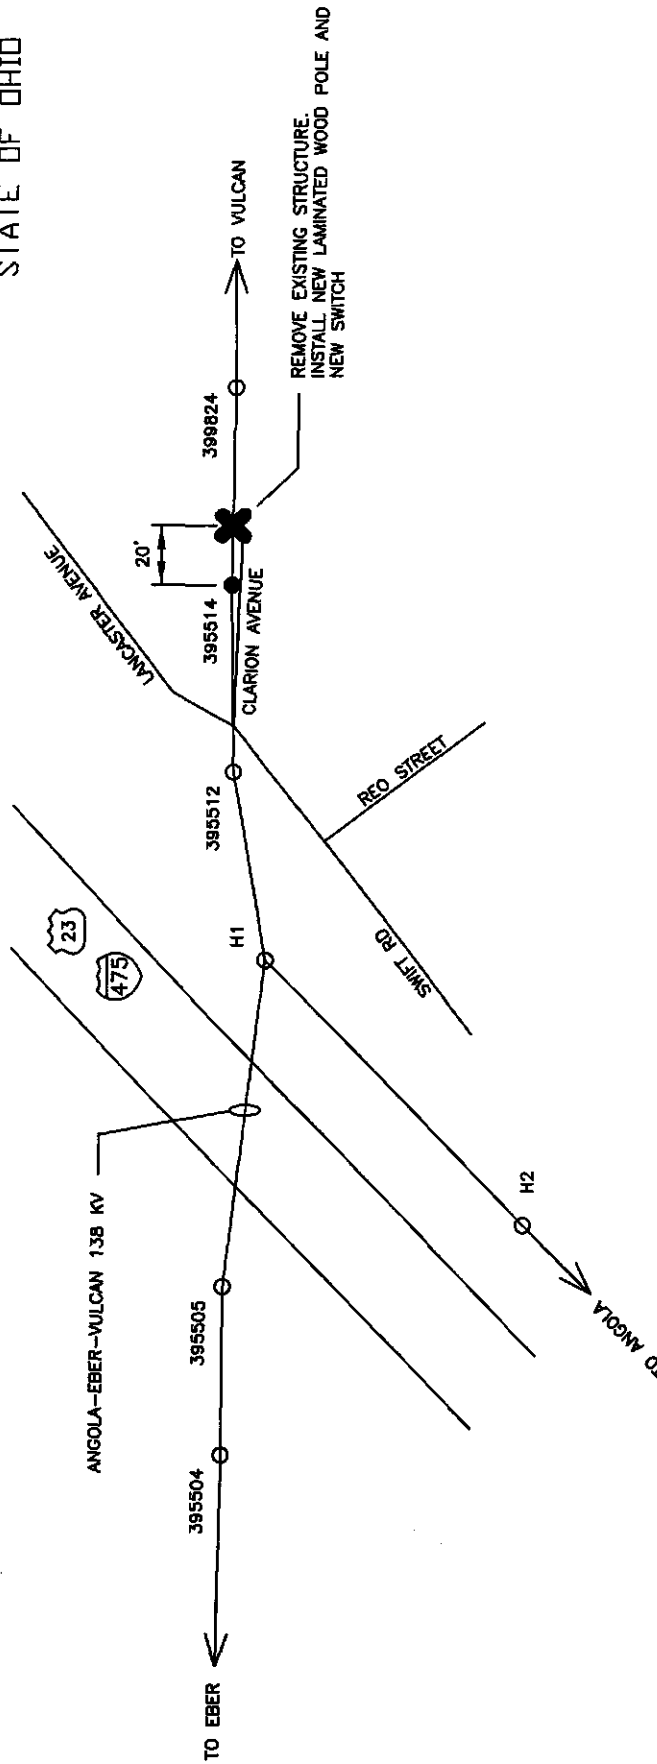 STATE OF OHIO
LANCASTER AVENUE
TO VULCAN
REMOVE EXISTING STRUCTURE.
INSTALL NEW LAMINATED WOOD POLE AND
NEW SWITCH
399824
20'
395514
CLARION AVENUE
395512
REO STREET
SWIFT RD
23
475
H1
ANGOLA-EBER-VULCAN 138 KV
H2
TO ANGOLA
395505
395504
TO EBER